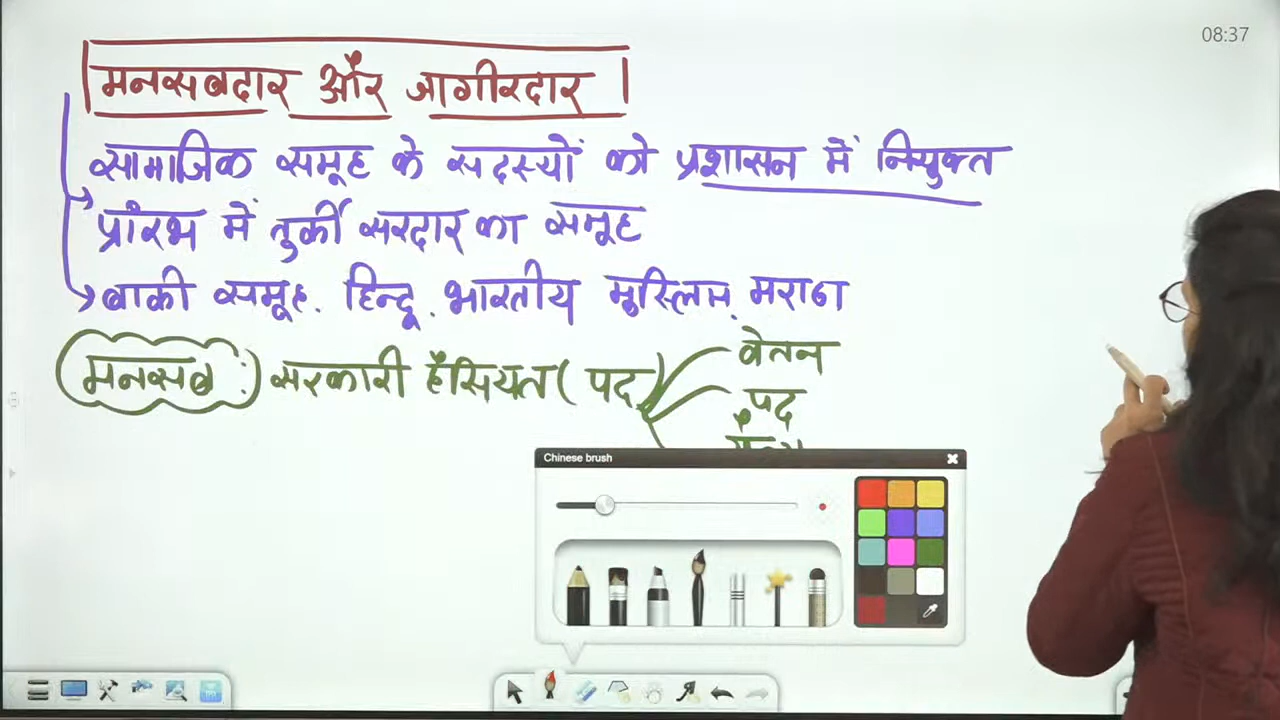 08:37
मनसबदार और जागीरदार
सामाजिक समूह के सदस्यों को प्रशासन में नियुक्त
प्रांरभ में तुर्की सरदार का समूह
बाकी समूह. हिन्दू. भारतीय मुस्लिम, मराठा
मनसब :) सरकारी हैंसियत ( पद )
वेतन
पद
Chinese brush